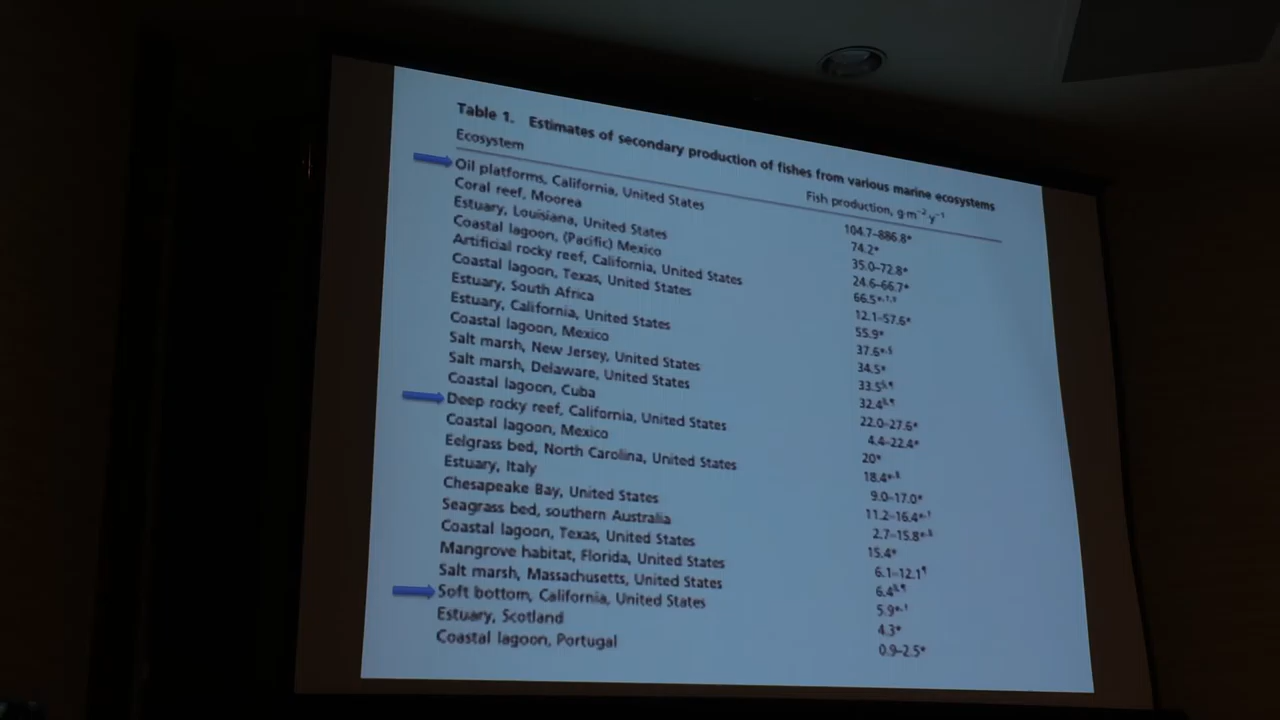 Table 1. Estimates of secondary production of fishes from various marine ecosystems
Ecosystem Fish production, g·m⁻² y⁻¹
Oil platforms, California, United States 104.7–886.8*
Coral reef, Moorea 74.2*
Estuary, Louisiana, United States 35.0–72.8*
Coastal lagoon, (Pacific) Mexico 24.6–66.7*
Artificial rocky reef, California, United States 66.5*
Coastal lagoon, Texas, United States 12.1–57.6*
Estuary, South Africa 55.9*
Estuary, California, United States 37.6*,§
Coastal lagoon, Mexico 34.5*
Salt marsh, New Jersey, United States 33.5§,¶
Salt marsh, Delaware, United States 32.4§,¶
Coastal lagoon, Cuba 22.0–27.6*
Deep rocky reef, California, United States 4.4–22.4*
Coastal lagoon, Mexico 20*
Eelgrass bed, North Carolina, United States 18.4*,§
Estuary, Italy 9.0–17.0*
Chesapeake Bay, United States 11.2–16.4*,†
Seagrass bed, southern Australia 2.7–15.8*,§
Coastal lagoon, Texas, United States 15.4*
Mangrove habitat, Florida, United States 6.1–12.1¶
Salt marsh, Massachusetts, United States 6.4§,¶
Soft bottom, California, United States 5.9*,†
Estuary, Scotland 4.3*
Coastal lagoon, Portugal 0.9–2.5*